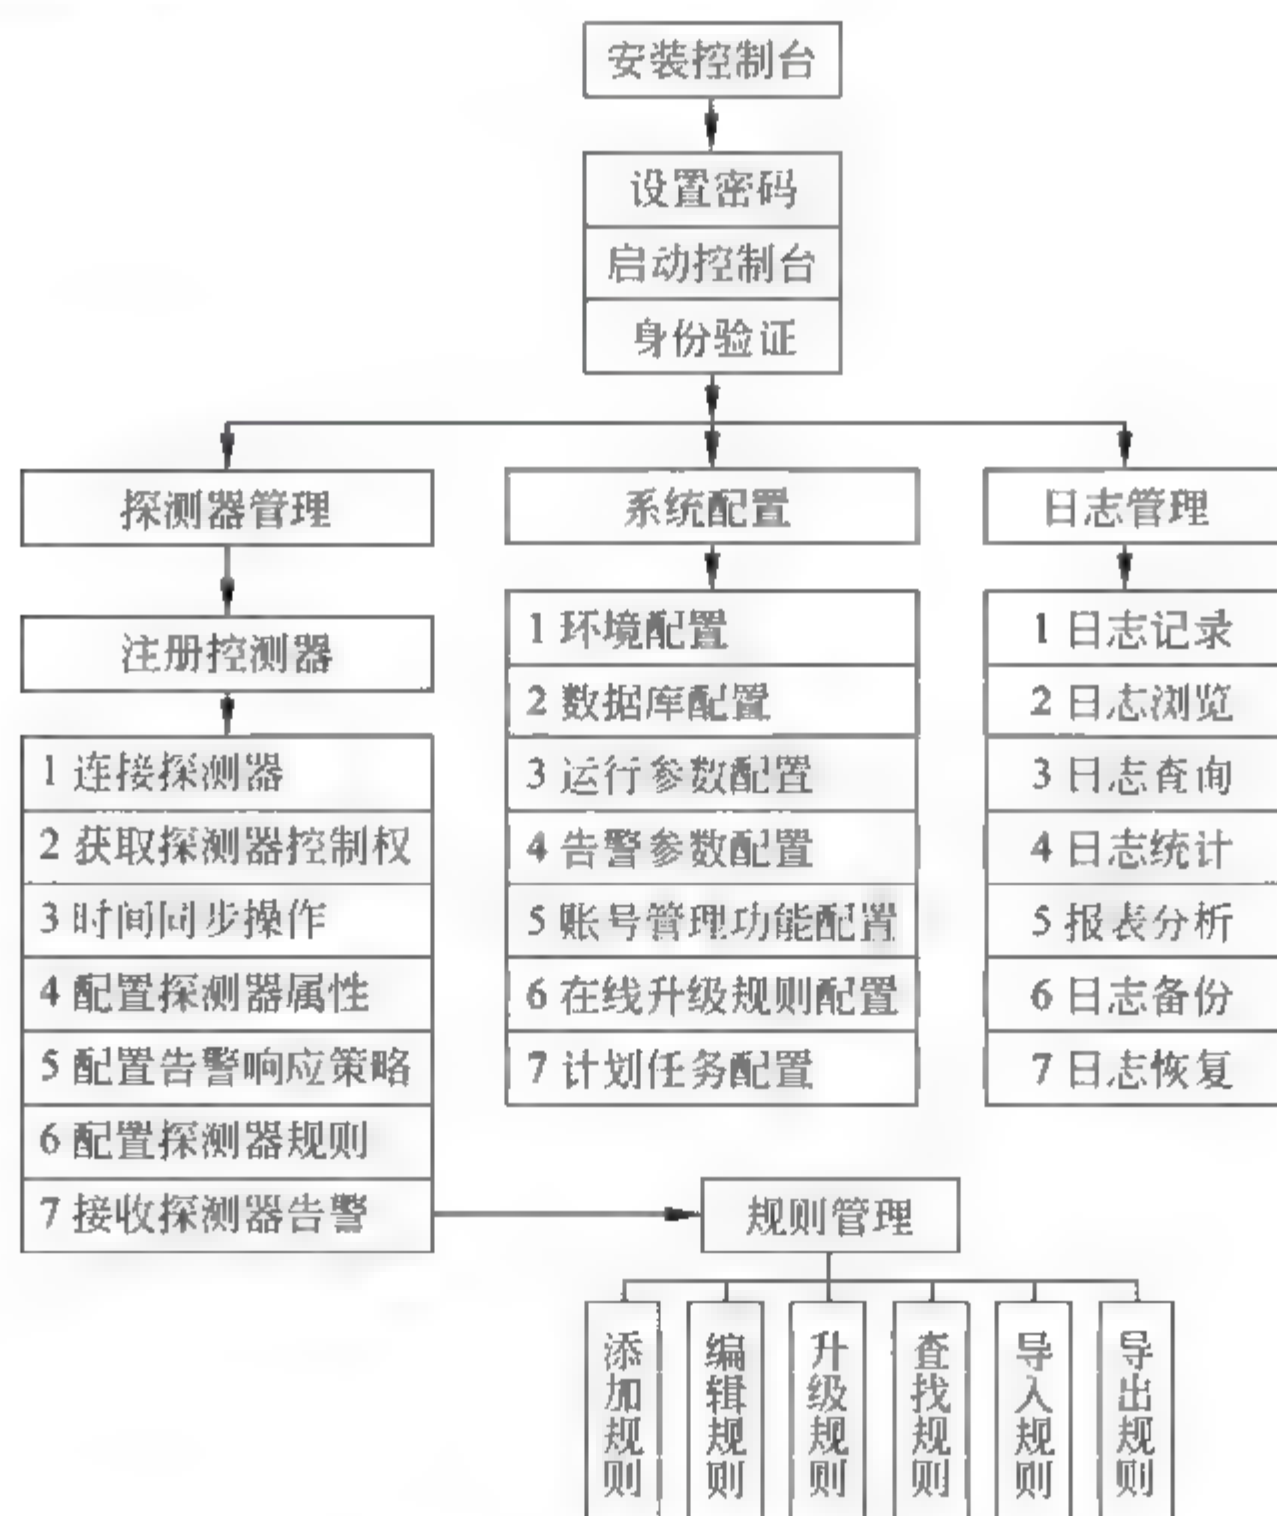 安装控制台
设置密码
启动控制台
身份验证
探测器管理
系统配置
日志管理
注册控测器
1 连接探测器
2 获取探测器控制权
3 时间同步操作
4 配置探测器属性
5 配置告警响应策略
6 配置探测器规则
7 接收探测器告警
1 环境配置
2 数据库配置
3 运行参数配置
4 告警参数配置
5 账号管理功能配置
6 在线升级规则配置
7 计划任务配置
1 日志记录
2 日志浏览
3 日志查询
4 日志统计
5 报表分析
6 日志备份
7 日志恢复
规则管理
添加规则
编辑规则
升级规则
查找规则
导入规则
导出规则